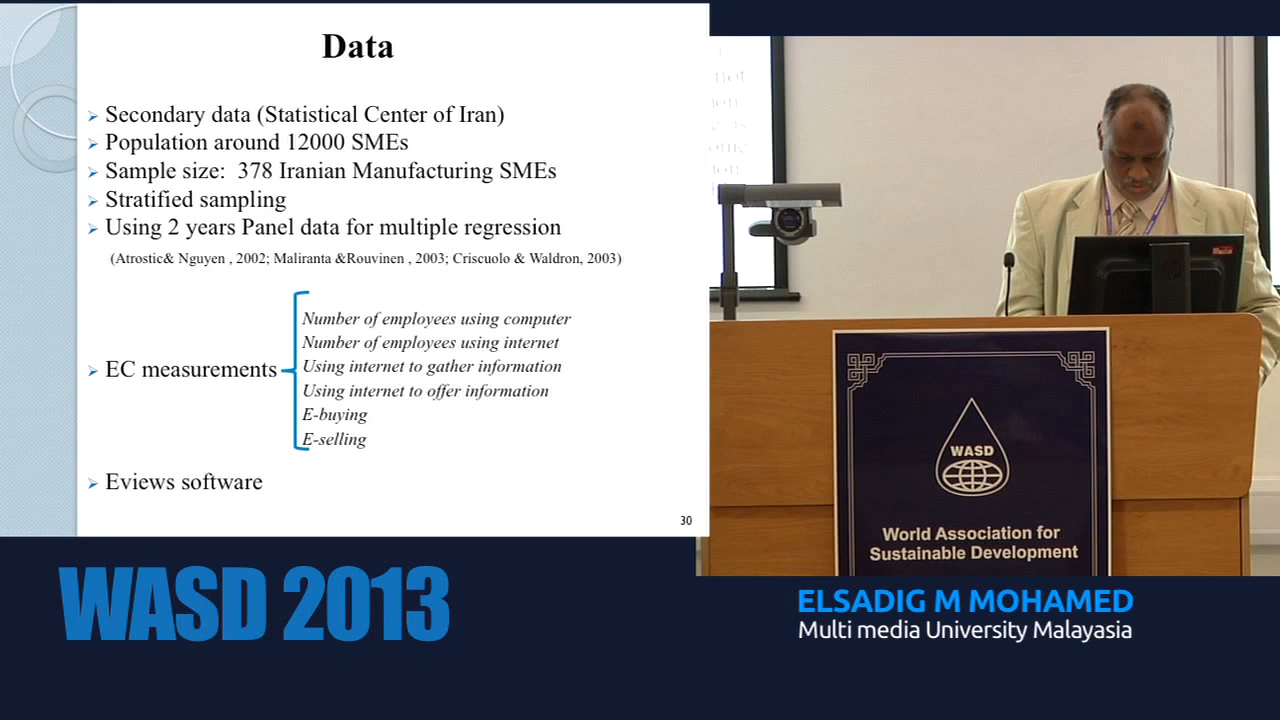 Data
Secondary data (Statistical Center of Iran)
Population around 12000 SMEs
Sample size: 378 Iranian Manufacturing SMEs
Stratified sampling
Using 2 years Panel data for multiple regression
(Atrostic& Nguyen , 2002; Maliranta &Rouvinen , 2003; Criscuolo & Waldron, 2003)
EC measurements
Number of employees using computer
Number of employees using internet
Using internet to gather information
Using internet to offer information
E-buying
E-selling
Eviews software
30
not
WASD
World Association for
Sustainable Development
WASD 2013
ELSADIG M MOHAMED
Multi media University Malayasia